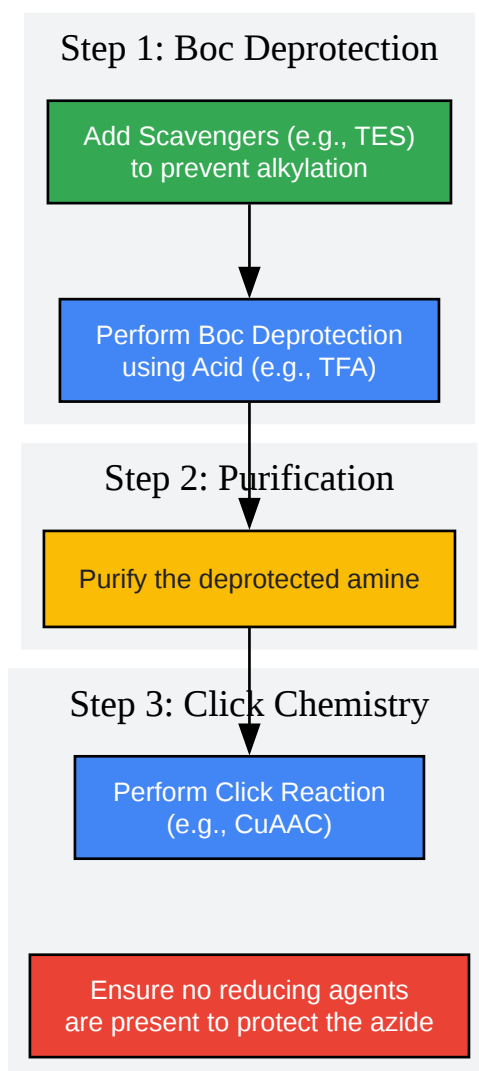 Step 1: Boc Deprotection
Add Scavengers (e.g., TES)
to prevent alkylation
Perform Boc Deprotection
using Acid (e.g., TFA)
Step 2: Purification
Purify the deprotected amine
Step 3: Click Chemistry
Perform Click Reaction
(e.g., CuAAC)
Ensure no reducing agents
are present to protect the azide